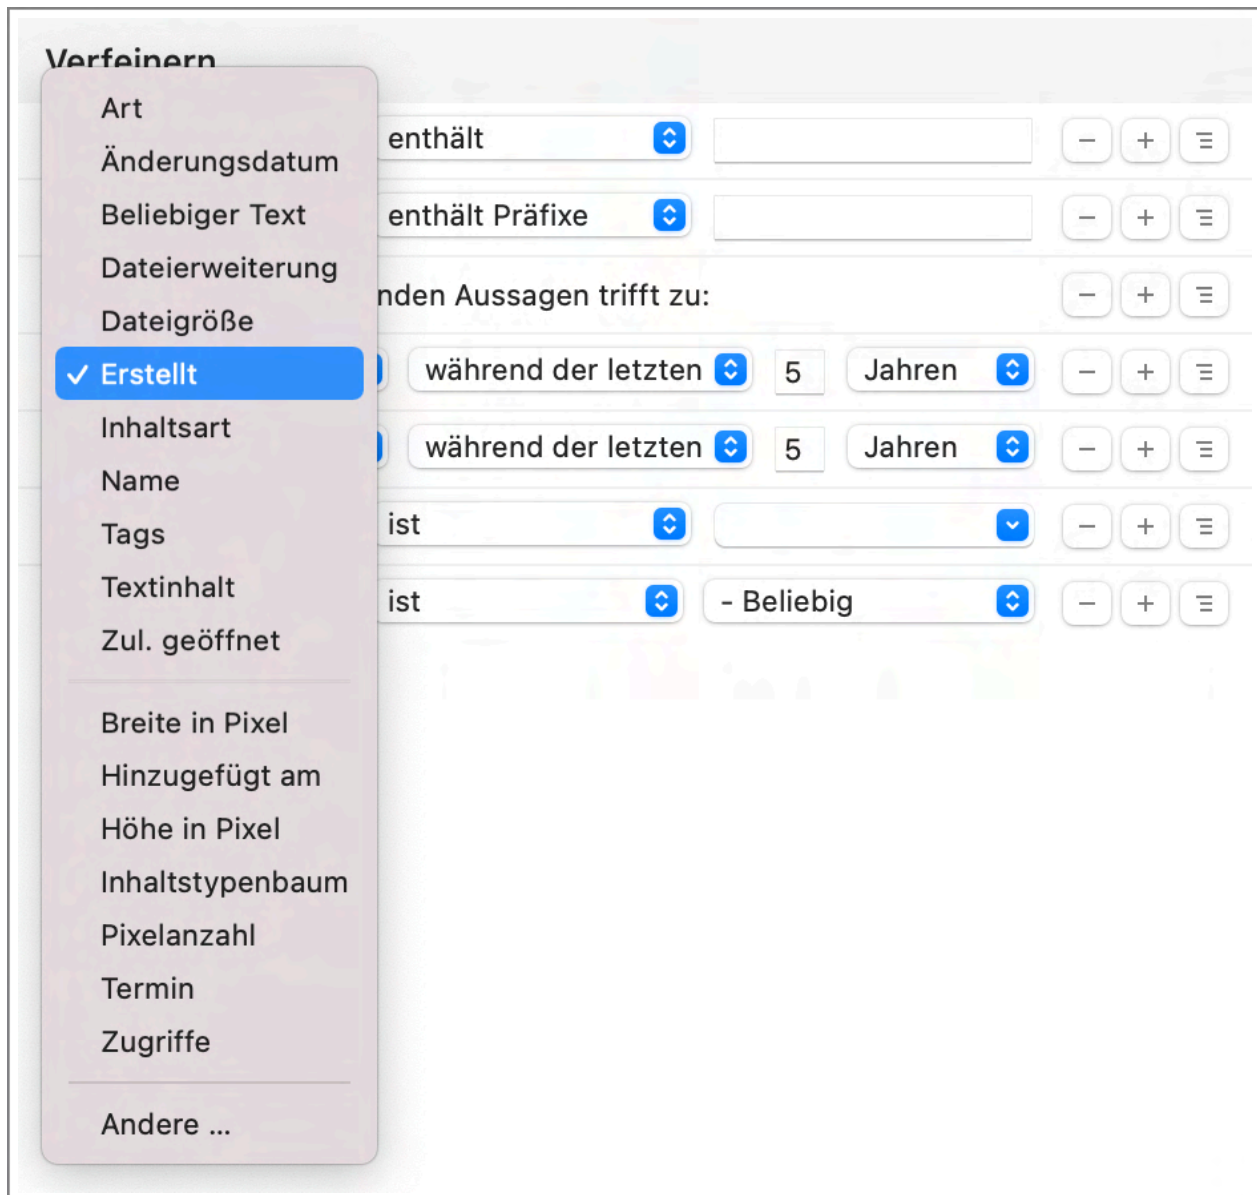 Verfeinern
Art
Änderungsdatum
Beliebiger Text
Dateierweiterung
Dateigröße
Erstellt
Inhaltsart
Name
Tags
Textinhalt
Zul. geöffnet
Breite in Pixel
Hinzugefügt am
Höhe in Pixel
Inhaltstypenbaum
Pixelanzahl
Termin
Zugriffe
Andere ...
enthält
enthält Präfixe
nden Aussagen trifft zu:
während der letzten 5 Jahren
während der letzten 5 Jahren
ist
ist - Beliebig